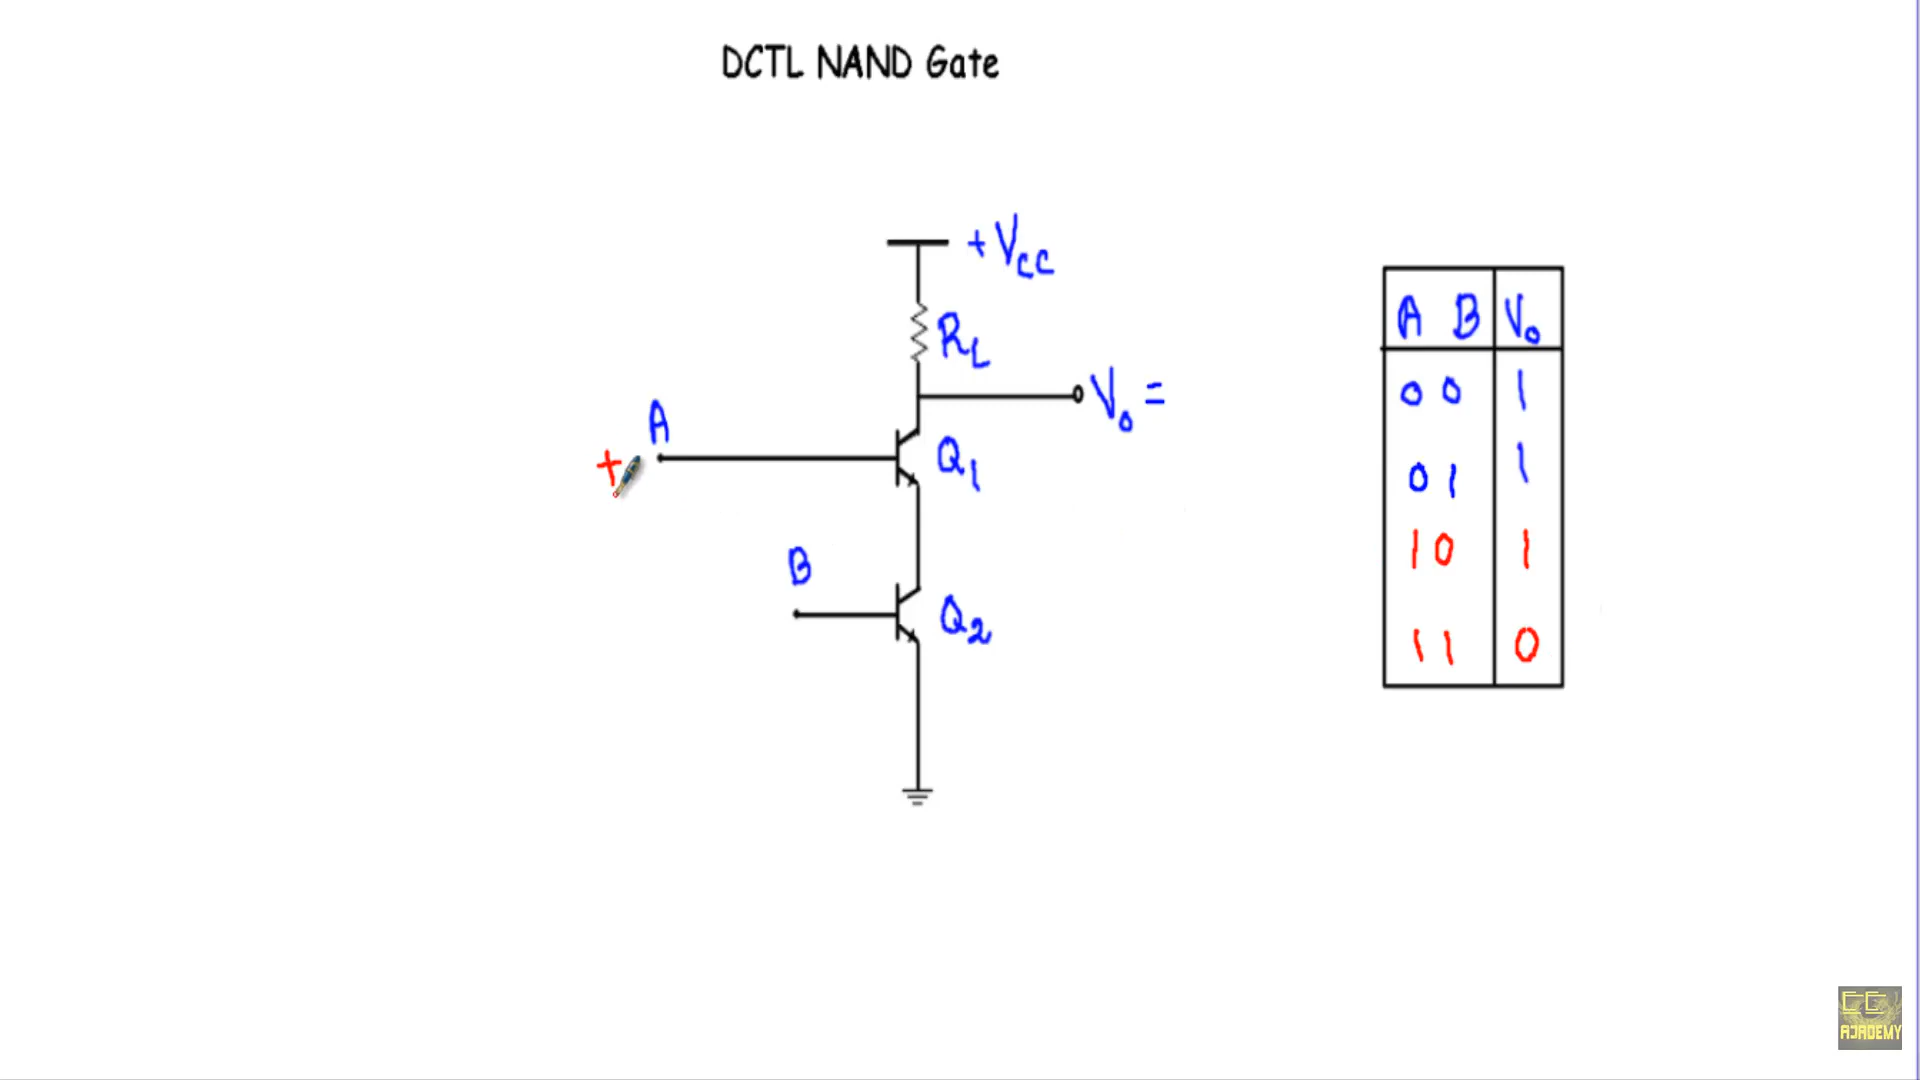 DCTL NAND Gate
+Vcc
RL
Vo =
A
+
Q1
B
Q2
A B Vo
0 0 1
0 1 1
1 0 1
1 1 0
EE
ACADEMY